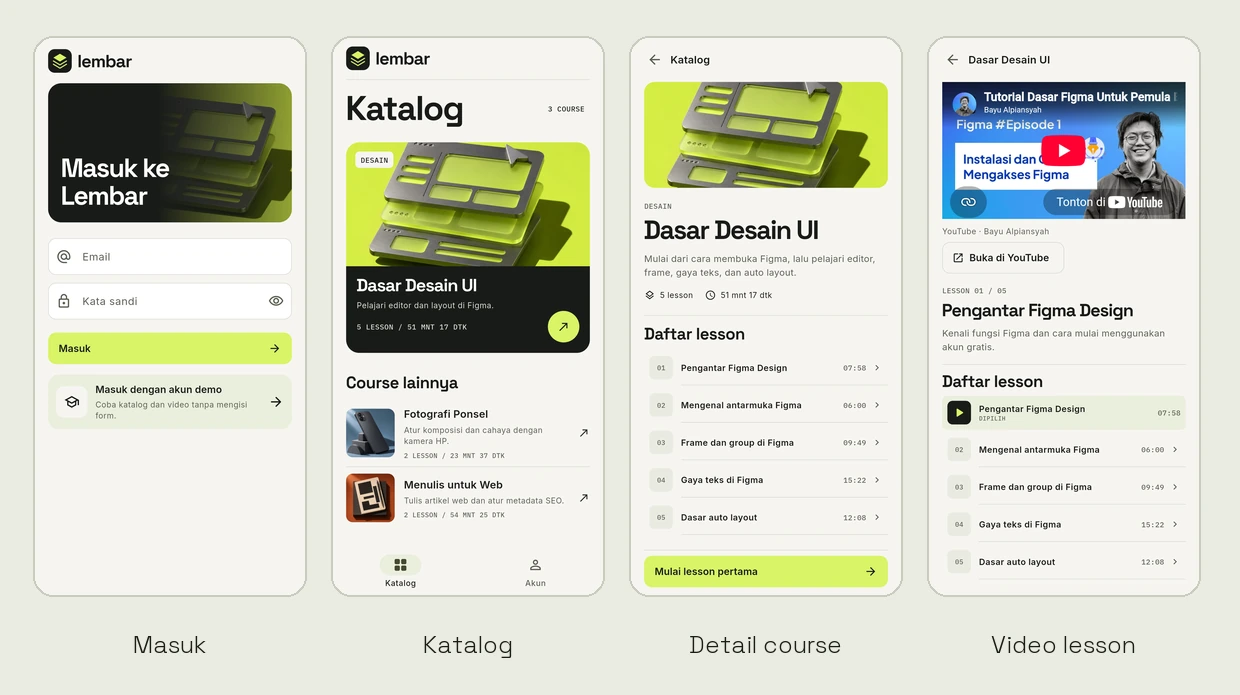 lembar
Masuk ke
Lembar
Email
Kata sandi
Masuk
Masuk dengan akun demo
Coba katalog dan video tanpa mengisi
form.
Masuk
lembar
Katalog
3 COURSE
DESAIN
Dasar Desain UI
Pelajari editor dan layout di Figma.
5 LESSON / 51 MNT 17 DTK
Course lainnya
Fotografi Ponsel
Atur komposisi dan cahaya dengan
kamera HP.
2 LESSON / 23 MNT 37 DTK
Menulis untuk Web
Tulis artikel web dan atur metadata SEO.
2 LESSON / 54 MNT 25 DTK
Katalog
Akun
Katalog
Katalog
DESAIN
Dasar Desain UI
Mulai dari cara membuka Figma, lalu pelajari editor,
frame, gaya teks, dan auto layout.
5 lesson
51 mnt 17 dtk
Daftar lesson
01 Pengantar Figma Design 07:58
02 Mengenal antarmuka Figma 06:00
03 Frame dan group di Figma 09:49
04 Gaya teks di Figma 15:22
05 Dasar auto layout 12:08
Mulai lesson pertama
Detail course
Dasar Desain UI
Tutorial Dasar Figma Untuk Pemula
Bayu Alpiansyah
Figma #Episode 1
Instalasi dan
Mengakses Figma
Tonton di YouTube
YouTube · Bayu Alpiansyah
Buka di YouTube
LESSON 01 / 05
Pengantar Figma Design
Kenali fungsi Figma dan cara mulai menggunakan
akun gratis.
Daftar lesson
Pengantar Figma Design 07:58
DIPILIH
02 Mengenal antarmuka Figma 06:00
03 Frame dan group di Figma 09:49
04 Gaya teks di Figma 15:22
05 Dasar auto layout 12:08
Video lesson